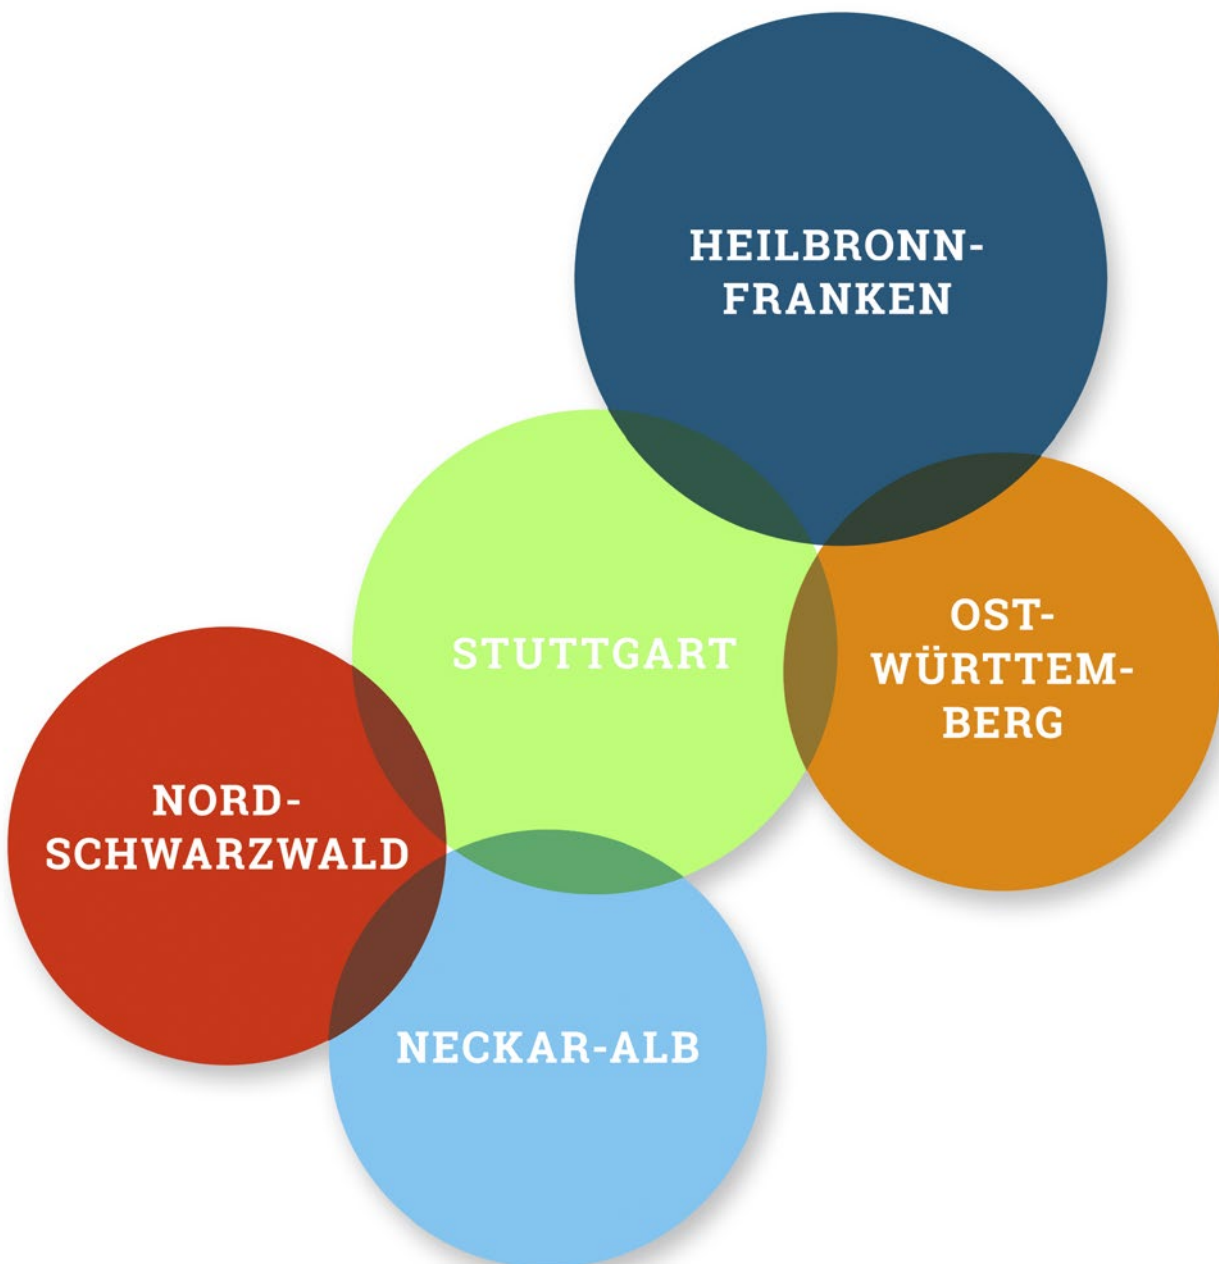 HEILBRONN-
FRANKEN
STUTTGART
OST-
WÜRTTEM-
BERG
NORD-
SCHWARZWALD
NECKAR-ALB